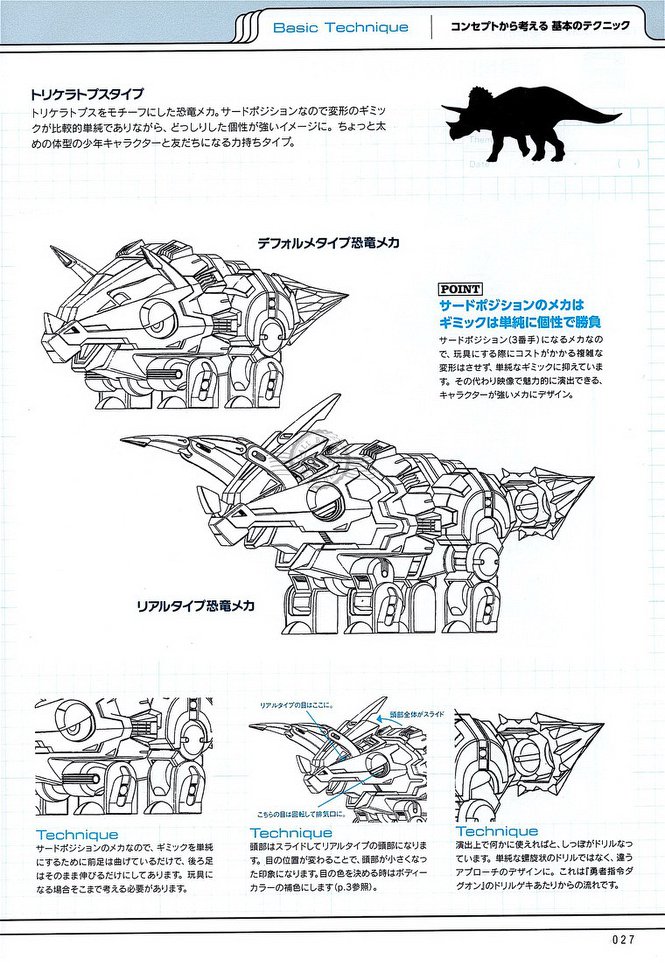 Basic Technique
コンセプトから考える 基本のテクニック
トリケラトプスタイプ
トリケラトプスをモチーフにした恐竜メカ。サードポジションなので変形のギミッ
クが比較的単純でありながら、どっしりした個性が強いイメージに。ちょっと太
めの体型の少年キャラクターと友だちになる力持ちタイプ。
デフォルメタイプ恐竜メカ
POINT
サードポジションのメカは
ギミックは単純に個性で勝負
サードポジション(3番手)になるメカなの
で、玩具にする際にコストがかかる複雑な
変形はさせず、単純なギミックに抑えていま
す。その代わり映像で魅力的に演出できる、
キャラクターが強いメカにデザイン。
リアルタイプ恐竜メカ
リアルタイプの目はここに。
頭部全体がスライド
こちらの目は回転して排気口に。
Technique
サードポジションのメカなので、ギミックを単純
にするために前足は曲げているだけで、後ろ足
はそのまま伸びるだけにしてあります。玩具に
なる場合そこまで考える必要があります。
Technique
頭部はスライドしてリアルタイプの頭部になりま
す。目の位置が変わることで、頭部が小さくなっ
た印象になります。目の色を決める時はボディー
カラーの補色にします(p.3参照)。
Technique
演出上で何かに使えればと、しっぽがドリルなっ
ています。単純な螺旋状のドリルではなく、違う
アプローチのデザインに。これは『勇者指令ダ
グオン』のドリルゲキあたりからの流れです。
027